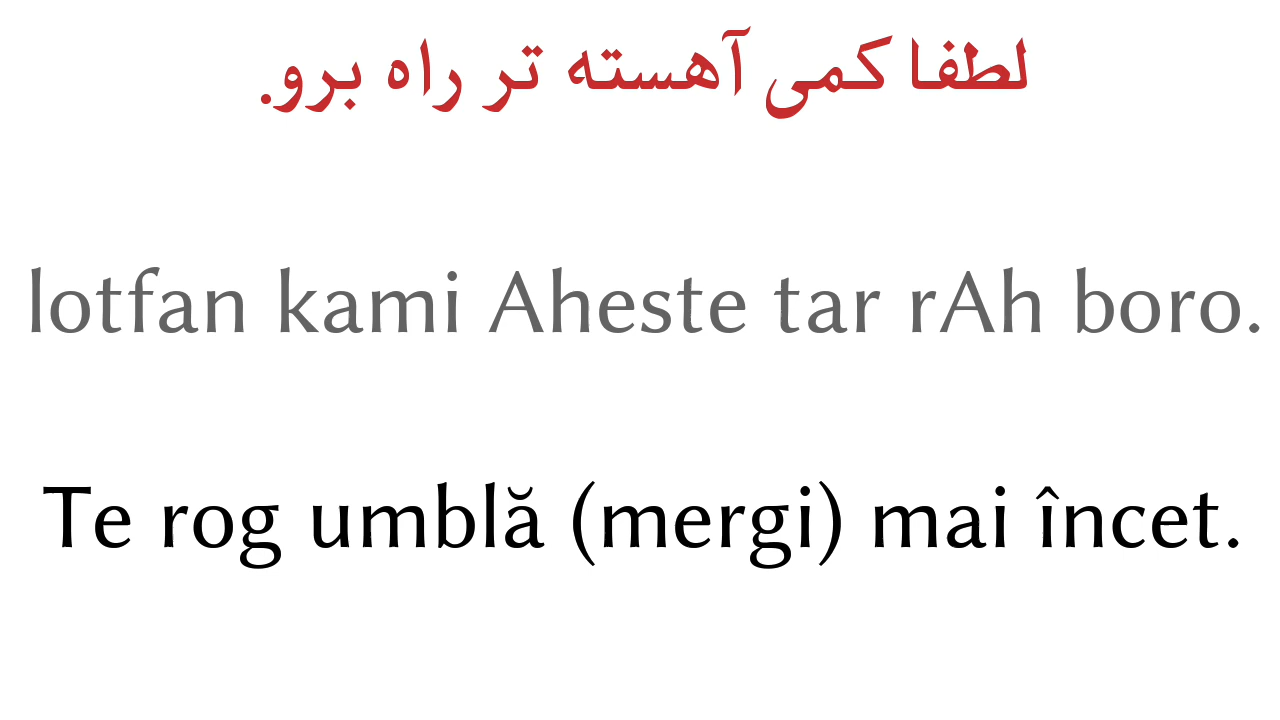 لطفا کمی آهسته تر راه برو.
lotfan kami Aheste tar rAh boro.
Te rog umblă (mergi) mai încet.